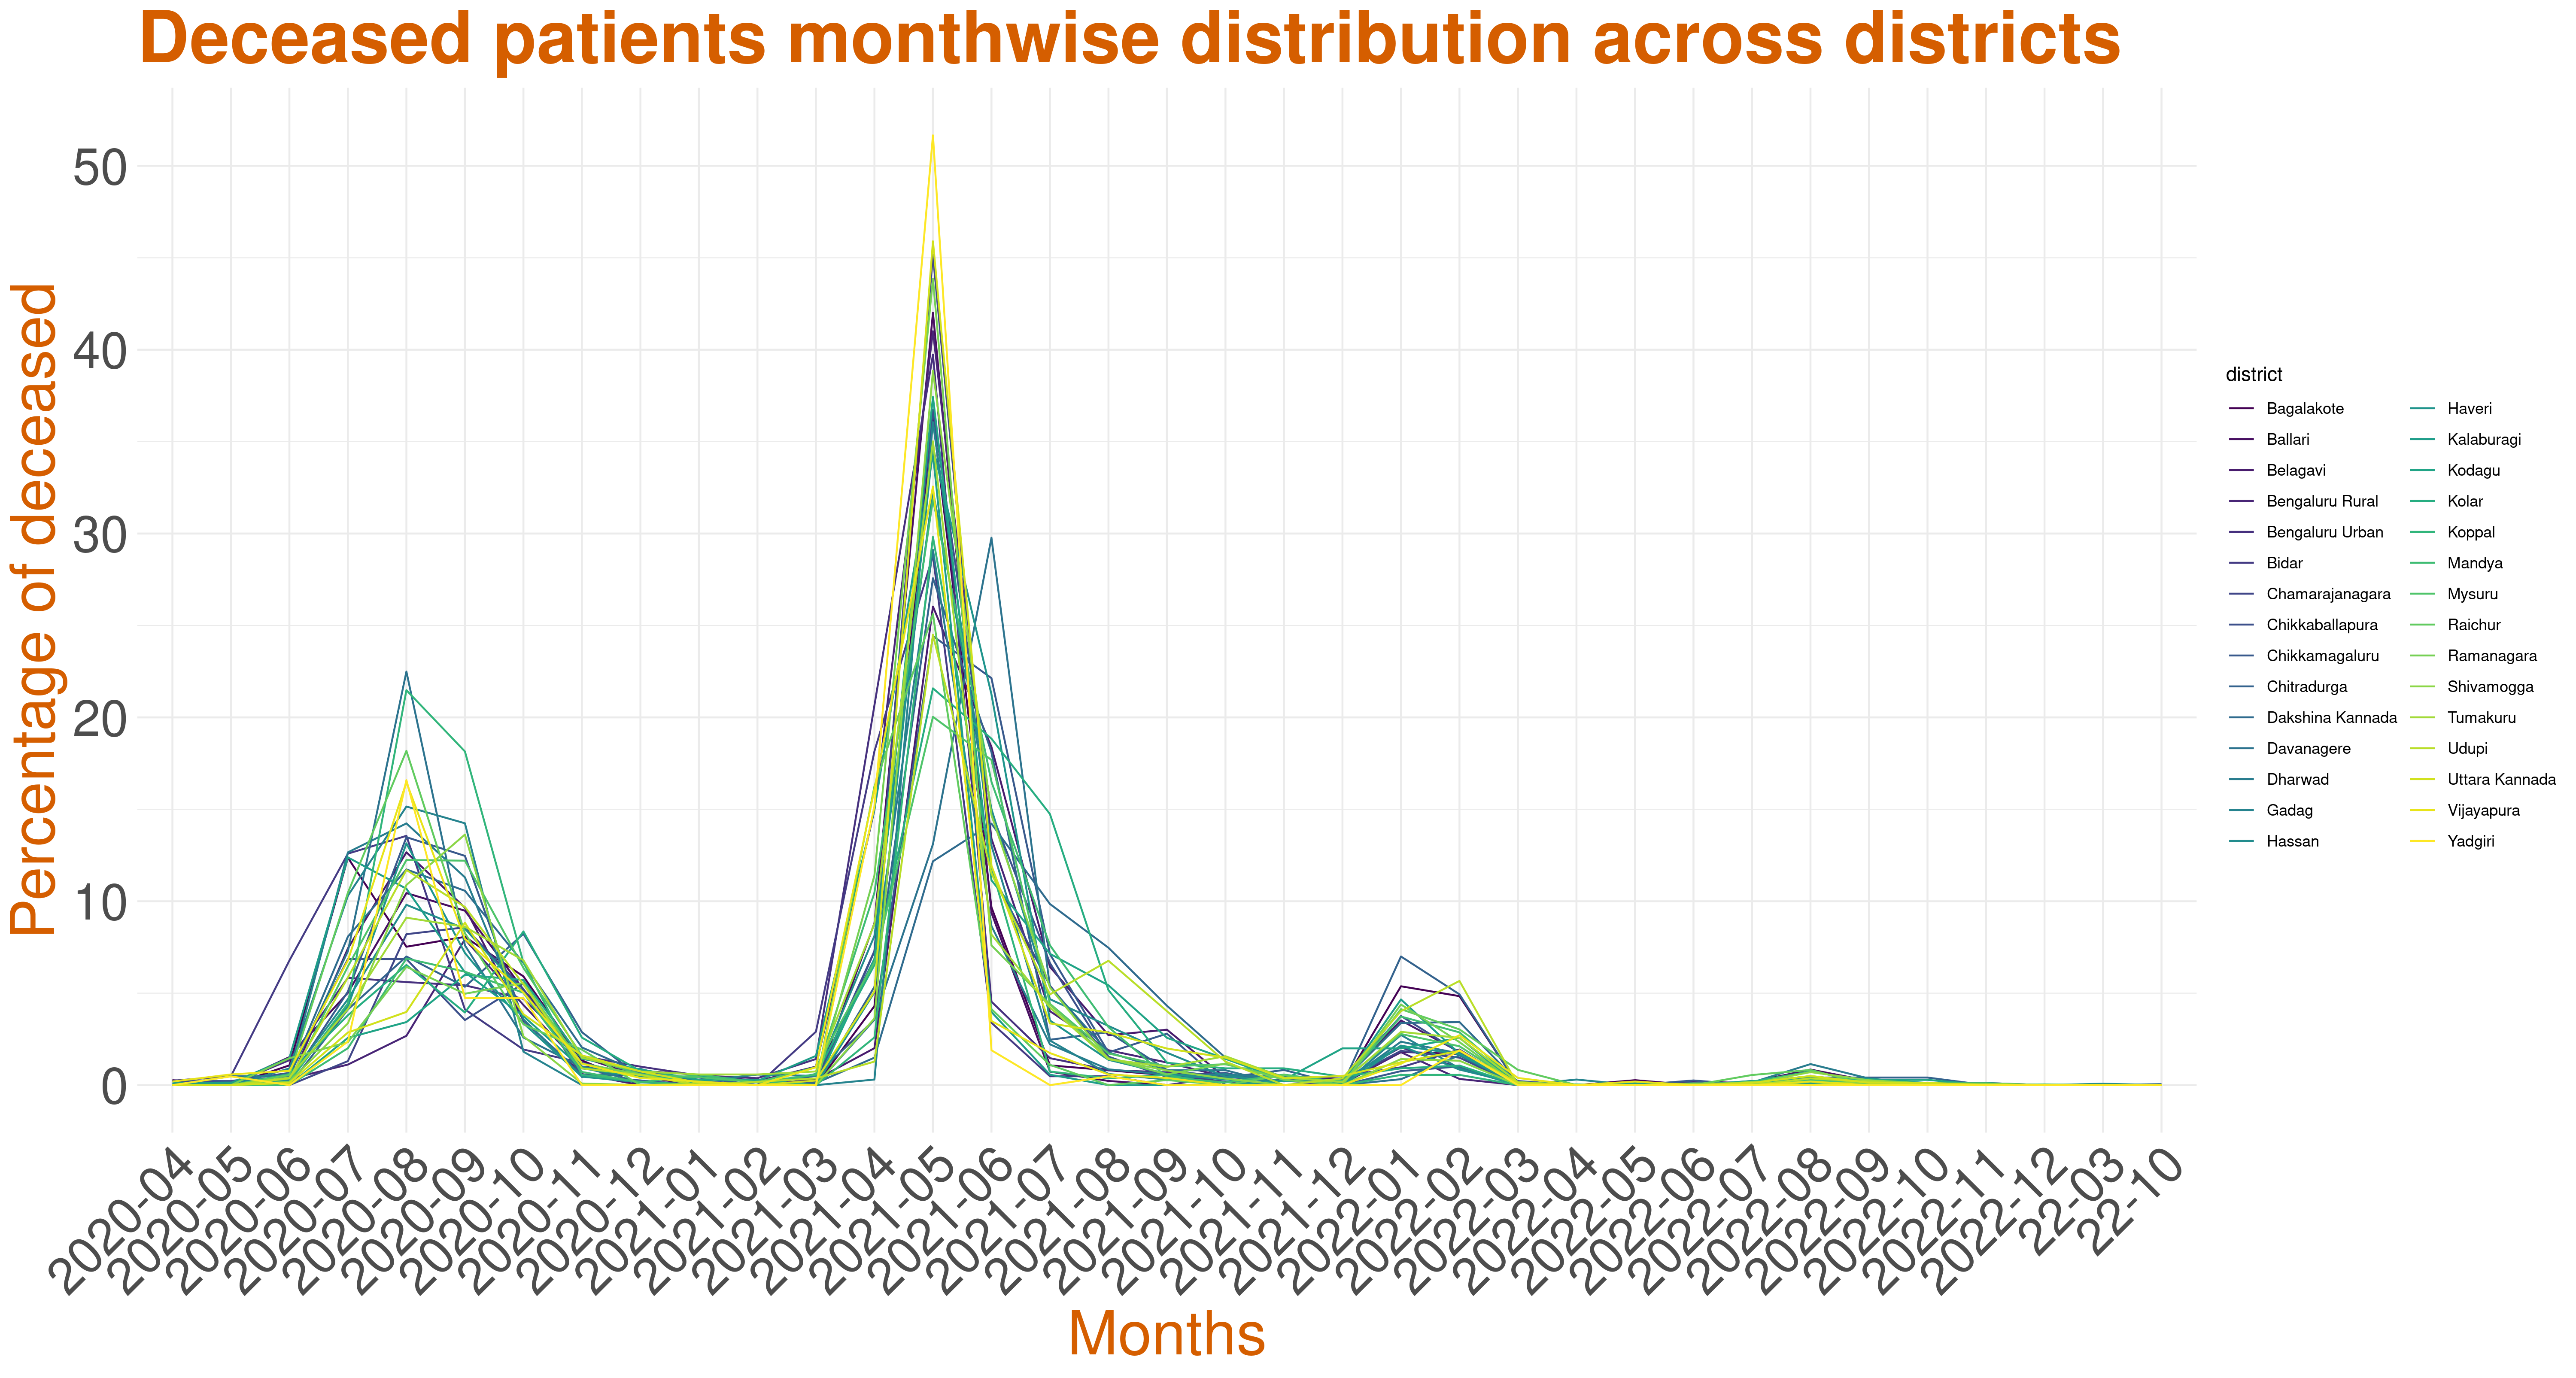 Deceased patients monthwise distribution across districts
Percentage of deceased
50
40
30
20
10
0
2020-04
2020-05
2020-06
2020-07
2020-08
2020-09
2020-10
2020-11
2020-12
2021-01
2021-02
2021-03
2021-04
2021-05
2021-06
2021-07
2021-08
2021-09
2021-10
2021-11
2021-12
2022-01
2022-02
2022-03
2022-04
2022-05
2022-06
2022-07
2022-08
2022-09
2022-10
2022-11
2022-12
22-03
22-10
Months
district
Bagalakote
Ballari
Belagavi
Bengaluru Rural
Bengaluru Urban
Bidar
Chamarajanagara
Chikkaballapura
Chikkamagaluru
Chitradurga
Dakshina Kannada
Davanagere
Dharwad
Gadag
Hassan
Haveri
Kalaburagi
Kodagu
Kolar
Koppal
Mandya
Mysuru
Raichur
Ramanagara
Shivamogga
Tumakuru
Udupi
Uttara Kannada
Vijayapura
Yadgiri